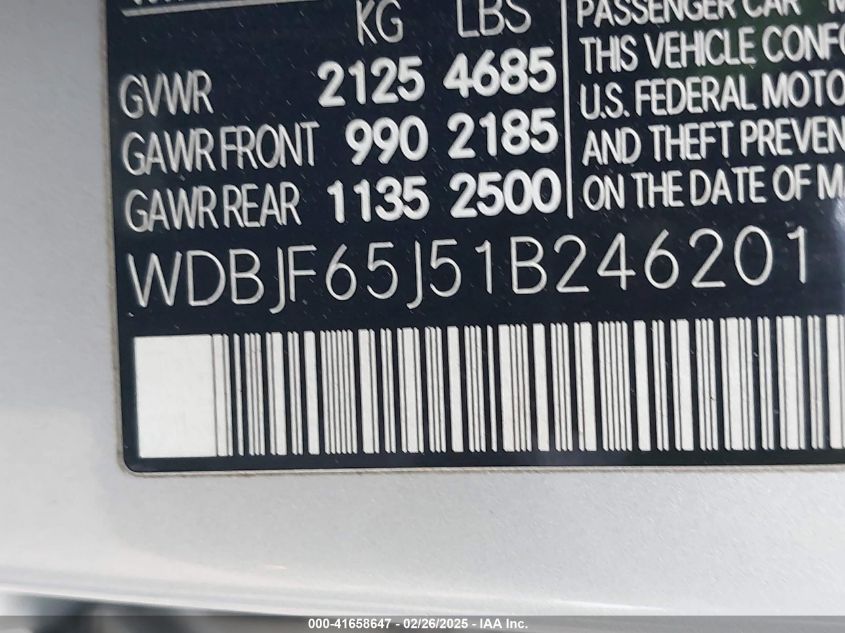 KG LBS
GVWR 2125 4685
GAWR FRONT 990 2185
GAWR REAR 1135 2500
PASSENGER CAR
THIS VEHICLE CONFO
U.S. FEDERAL MOTO
AND THEFT PREVEN
ON THE DATE OF MA
WDBJF65J51B246201
000-41658647 / 02/26/2025 - IAA Inc.